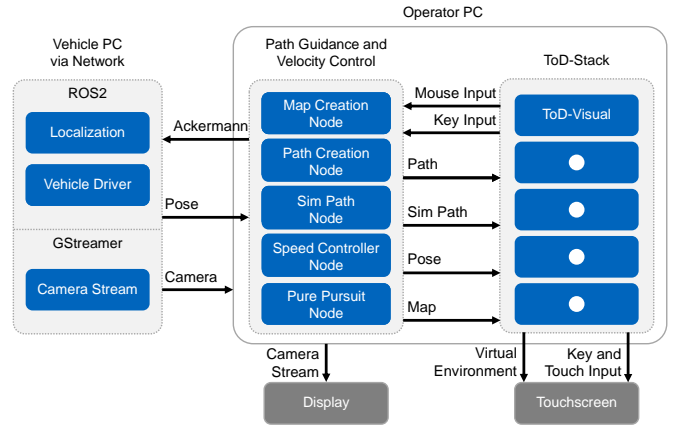 Operator PC
Vehicle PC
via Network
Path Guidance and
Velocity Control
ToD-Stack
ROS2
Localization
Vehicle Driver
GStreamer
Camera Stream
Ackermann
Pose
Camera
Map Creation
Node
Path Creation
Node
Sim Path
Node
Speed Controller
Node
Pure Pursuit
Node
Mouse Input
Key Input
Path
Sim Path
Pose
Map
ToD-Visual
Camera
Stream
Virtual
Environment
Key and
Touch Input
Display
Touchscreen